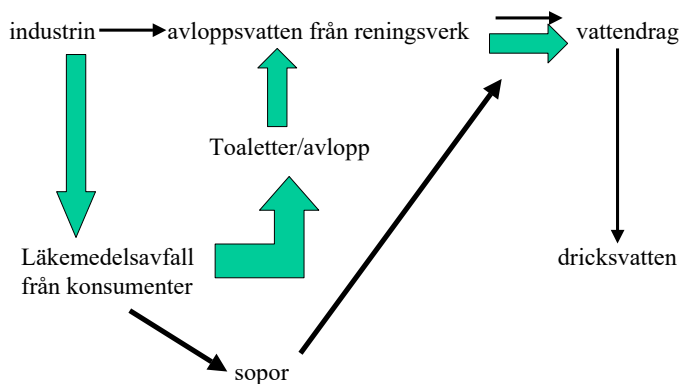 industrin
avloppsvatten från reningsverk
vattendrag
Toaletter/avlopp
Läkemedelsavfall
från konsumenter
dricksvatten
sopor